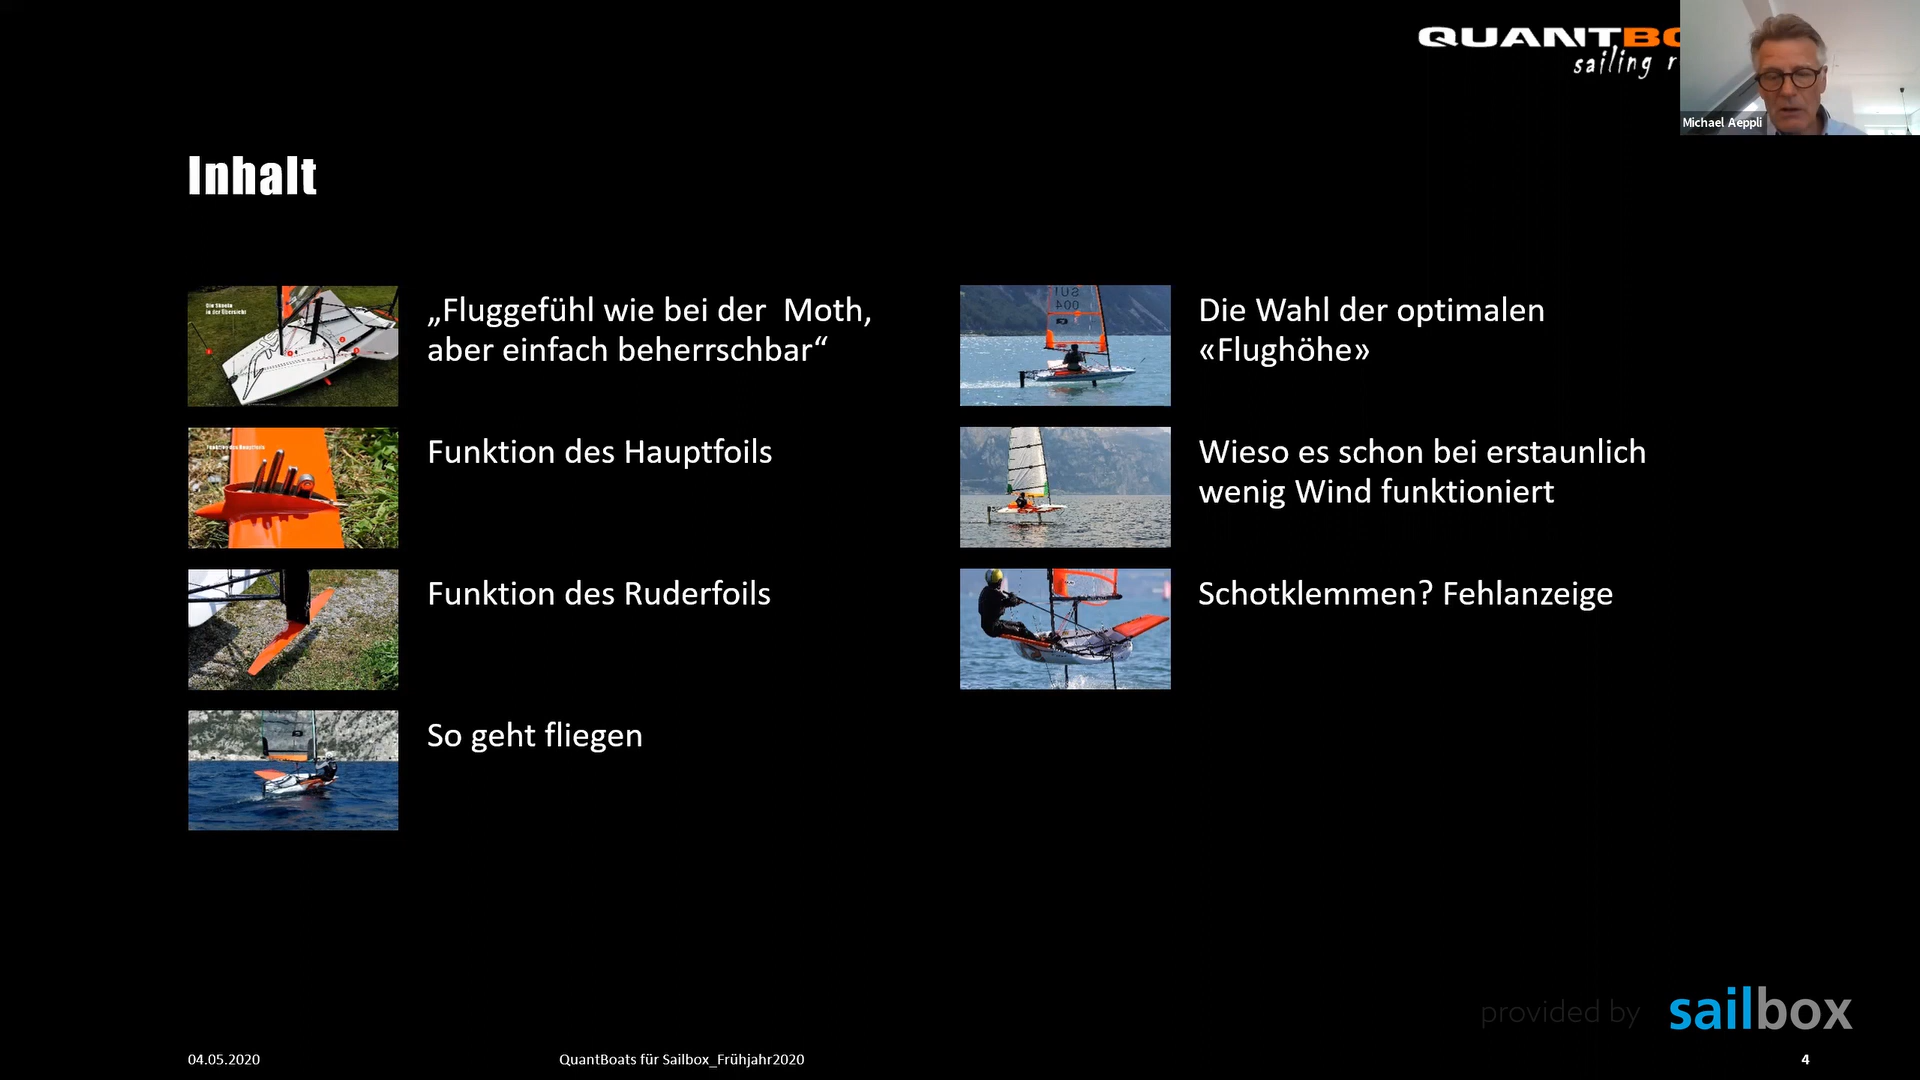 QUANTBO
sailing r
Michael Aeppli
Inhalt
„Fluggefühl wie bei der  Moth,
aber einfach beherrschbar“
Funktion des Hauptfoils
Funktion des Ruderfoils
So geht fliegen
Die Wahl der optimalen
«Flughöhe»
Wieso es schon bei erstaunlich
wenig Wind funktioniert
Schotklemmen? Fehlanzeige
provided by sailbox
04.05.2020
QuantBoats für Sailbox_Frühjahr2020
4